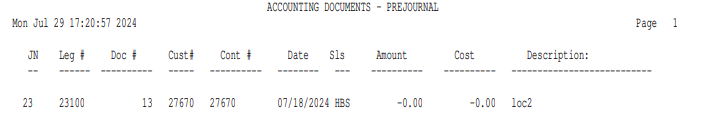 ACCOUNTING DOCUMENTS - PREJOURNAL
Mon Jul 29 17:20:57 2024 Page 1
JN Leg # Doc # Cust# Cont # Date Sls Amount Cost Description:
-- ------ ---------- ----- ---------- -------- --- ---------- ---------- ---------------------------
23 23100 13 27670 27670 07/18/2024 HBS -0.00 -0.00 loc2